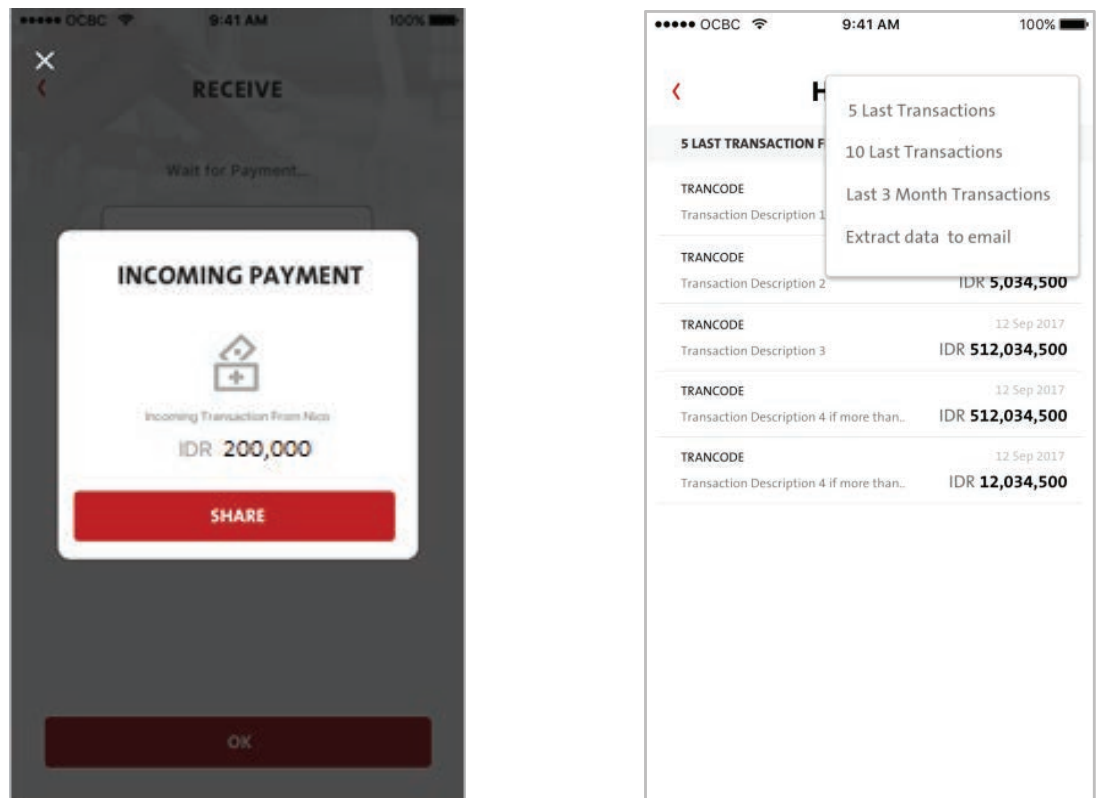 OCBC 9:41 AM 100%
RECEIVE
Wait for Payment...
INCOMING PAYMENT
Incoming Transaction From Nico
IDR 200,000
SHARE
OK
OCBC 9:41 AM 100%
H
5 Last Transactions
5 LAST TRANSACTION F
10 Last Transactions
TRANCODE
Last 3 Month Transactions
Transaction Description 1
Extract data to email
TRANCODE
Transaction Description 2 IDR 5,034,500
TRANCODE 12 Sep 2017
Transaction Description 3 IDR 512,034,500
TRANCODE 12 Sep 2017
Transaction Description 4 if more than.. IDR 512,034,500
TRANCODE 12 Sep 2017
Transaction Description 4 if more than.. IDR 12,034,500